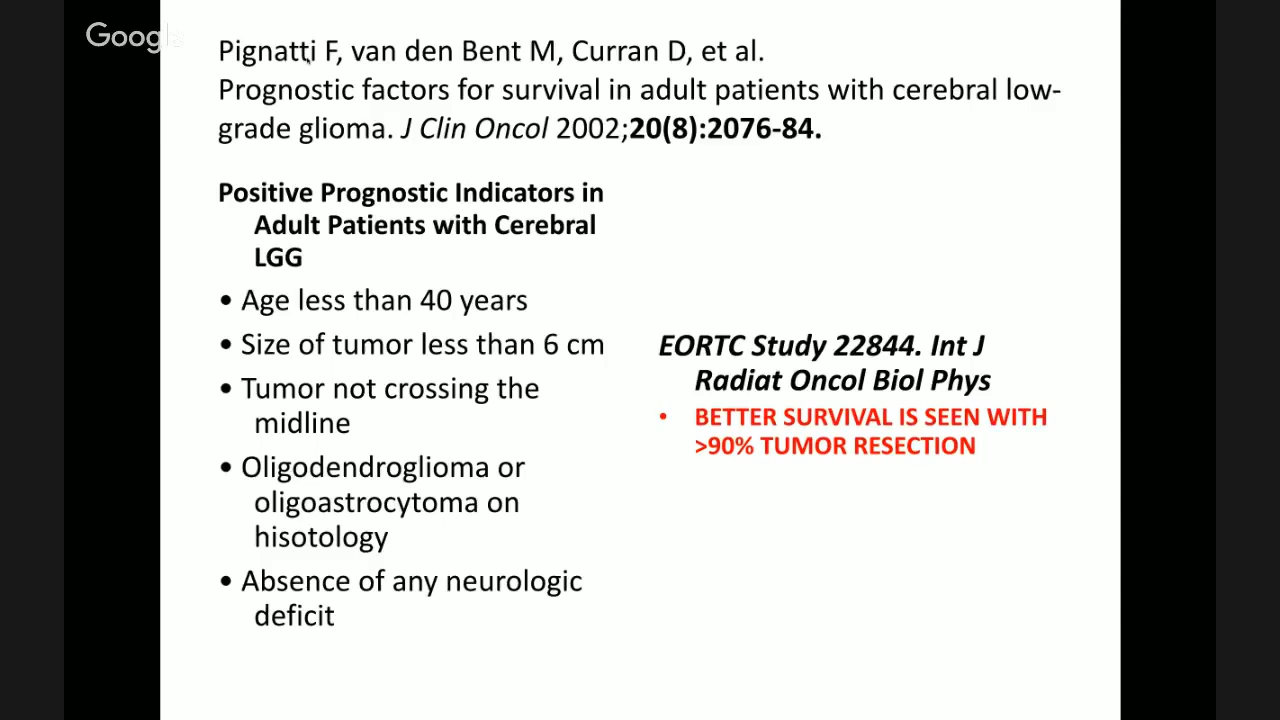 Google
Pignatti F, van den Bent M, Curran D, et al.
Prognostic factors for survival in adult patients with cerebral low-
grade glioma. J Clin Oncol 2002;20(8):2076-84.
Positive Prognostic Indicators in
Adult Patients with Cerebral
LGG
• Age less than 40 years
• Size of tumor less than 6 cm
• Tumor not crossing the
midline
• Oligodendroglioma or
oligoastrocytoma on
hisotology
• Absence of any neurologic
deficit
EORTC Study 22844. Int J
Radiat Oncol Biol Phys
• BETTER SURVIVAL IS SEEN WITH
>90% TUMOR RESECTION